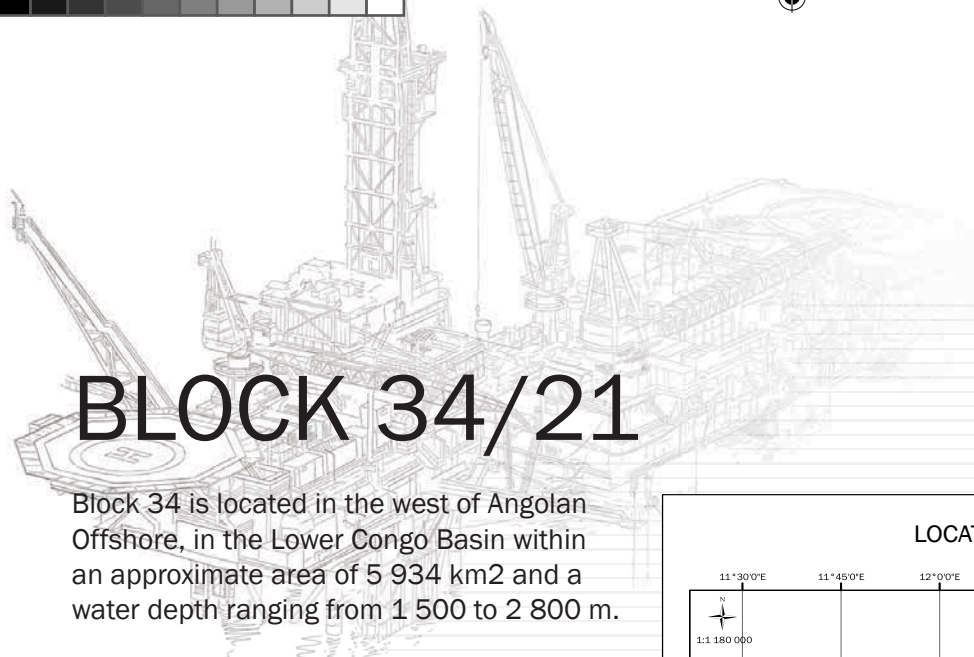 BLOCK 34/21
Block 34 is located in the west of Angolan
Offshore, in the Lower Congo Basin within
an approximate area of 5 934 km2 and a
water depth ranging from 1 500 to 2 800 m.
LOCAT
11°30'0"E 11°45'0"E 12°0'0"E
N
1:1 180 000